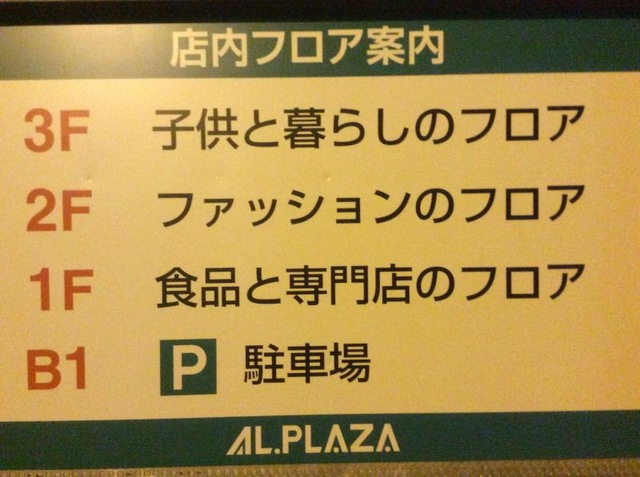 店内フロア案内
3F 子供と暮らしのフロア
2F ファッションのフロア
1F 食品と専門店のフロア
B1 P 駐車場
AL.PLAZA